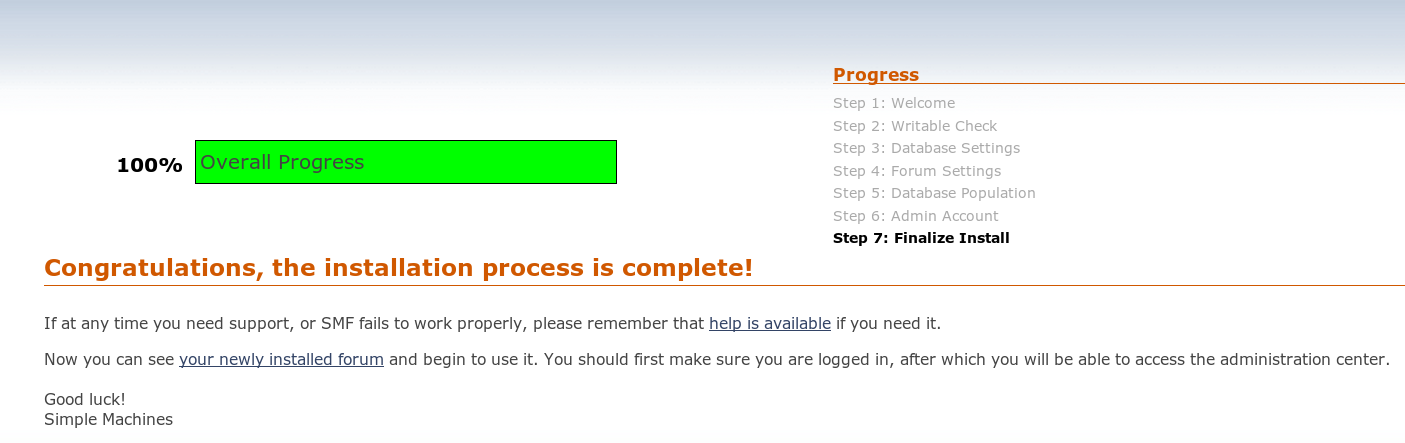 Progress
Step 1: Welcome
Step 2: Writable Check
Step 3: Database Settings
Step 4: Forum Settings
Step 5: Database Population
Step 6: Admin Account
Step 7: Finalize Install
100% Overall Progress
Congratulations, the installation process is complete!
If at any time you need support, or SMF fails to work properly, please remember that help is available if you need it.
Now you can see your newly installed forum and begin to use it. You should first make sure you are logged in, after which you will be able to access the administration center.
Good luck!
Simple Machines